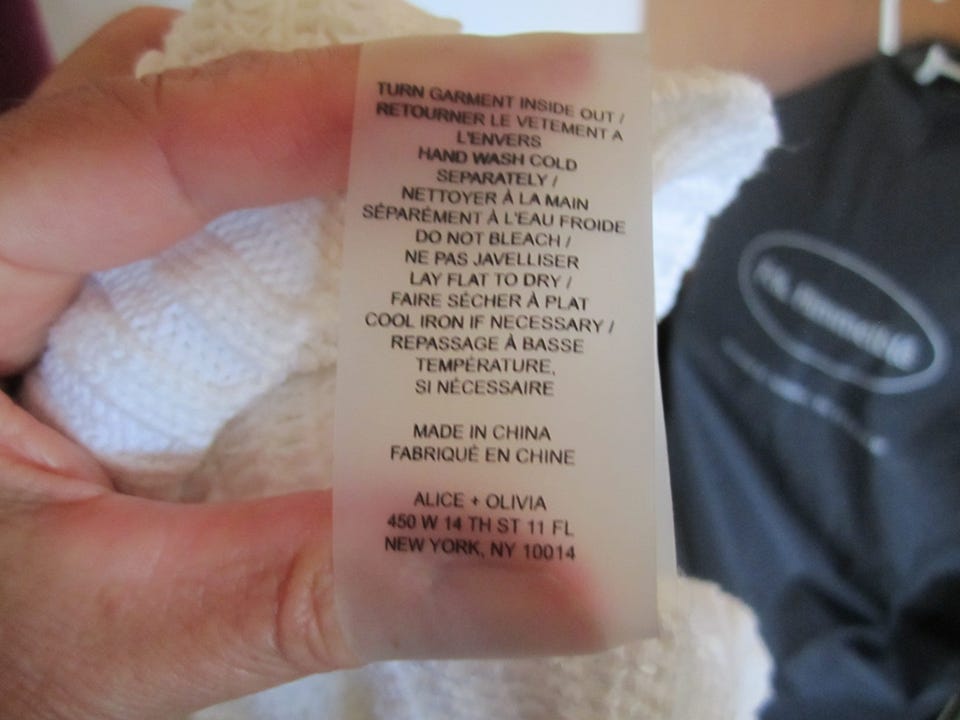 TURN GARMENT INSIDE OUT /
RETOURNER LE VETEMENT A
L'ENVERS
HAND WASH COLD
SEPARATELY /
NETTOYER À LA MAIN
SÉPARÉMENT À L'EAU FROIDE
DO NOT BLEACH /
NE PAS JAVELLISER
LAY FLAT TO DRY /
FAIRE SÉCHER À PLAT
COOL IRON IF NECESSARY /
REPASSAGE À BASSE
TEMPÉRATURE,
SI NÉCESSAIRE
MADE IN CHINA
FABRIQUÉ EN CHINE
ALICE + OLIVIA
450 W 14 TH ST 11 FL
NEW YORK, NY 10014